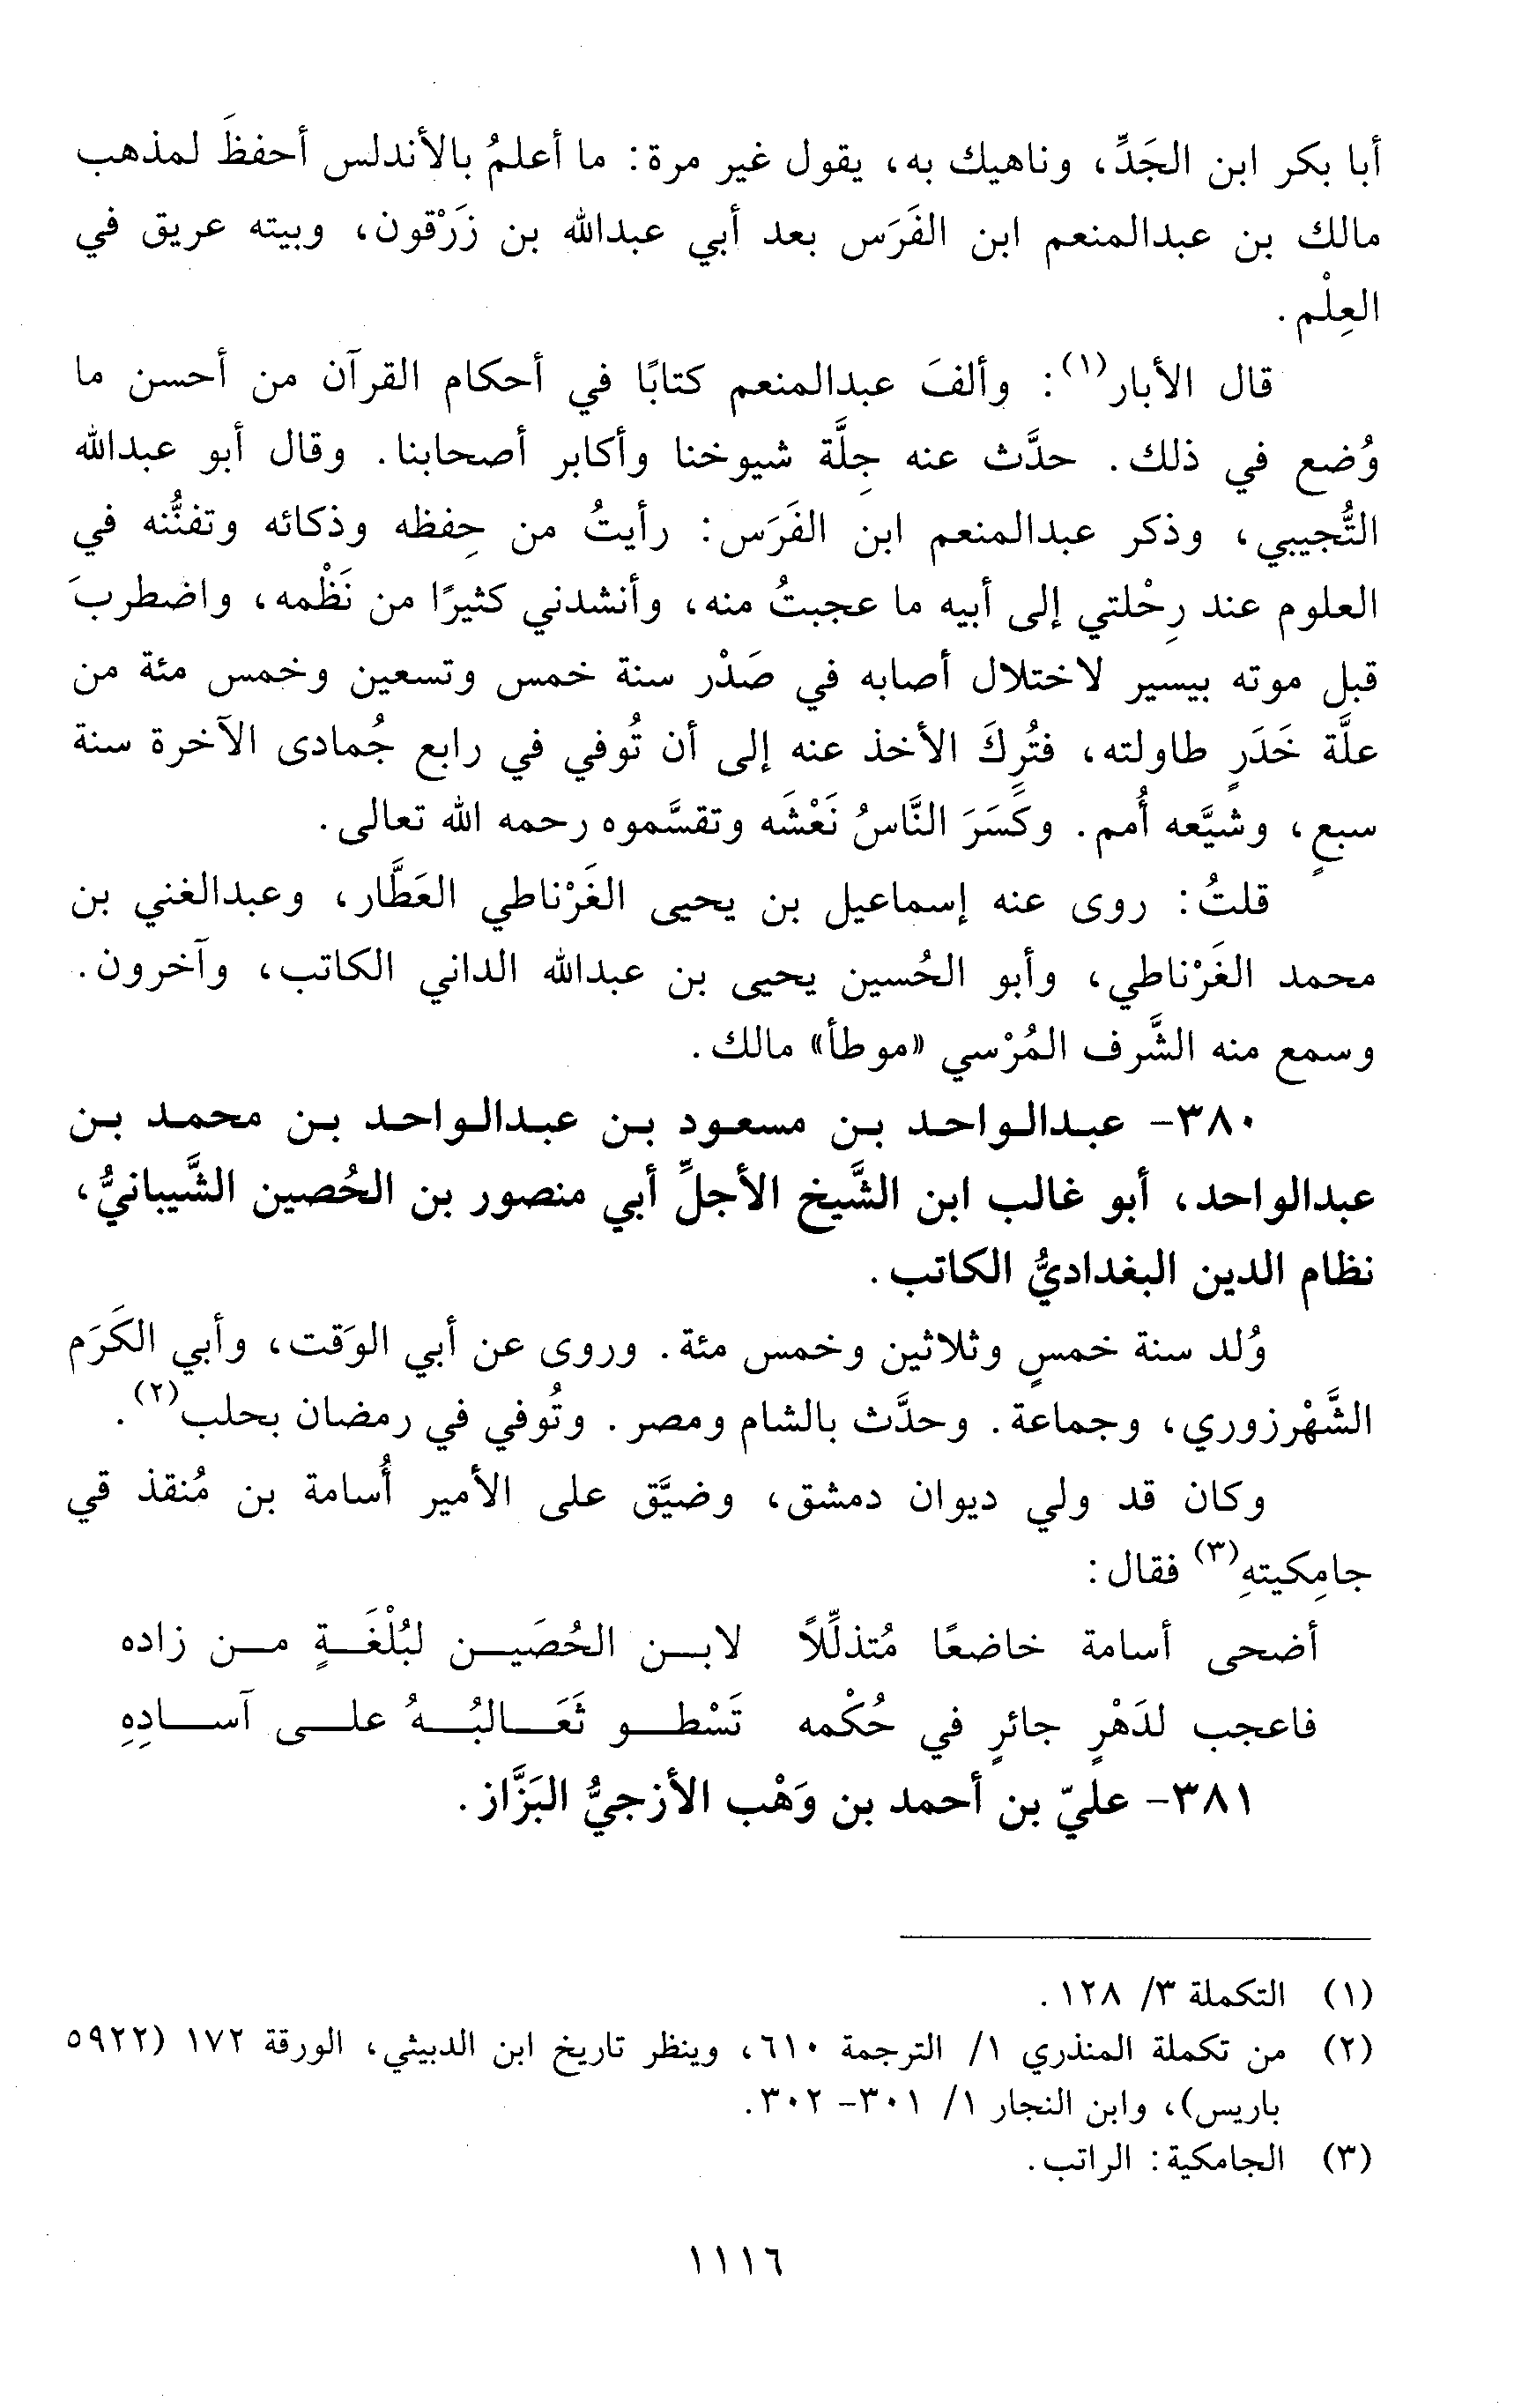 أبا بكر ابن الجَدِّ، وناهيك به، يقول غير مرة: ما أعلمُ بالأندلس أحفظَ لمذهب
مالك بن عبدالمنعم ابن الفَرَس بعد أبي عبدالله بن زَرْقون، وبيته عريق في
العِلْم.
قال الأبار(١): وألفَ عبدالمنعم كتابًا في أحكام القرآن من أحسن ما
وُضع في ذلك. حدَّث عنه جِلَّة شيوخنا وأكابر أصحابنا. وقال أبو عبدالله
التُّجيبي، وذكر عبدالمنعم ابن الفَرَس: رأيتُ من حِفظه وذكائه وتفنُّنه في
العلوم عند رِحْلتي إلى أبيه ما عجبتُ منه، وأنشدني كثيرًا من نَظْمه، واضطربَ
قبل موته بيسير لاختلال أصابه في صَدْر سنة خمس وتسعين وخمس مئة من
علَّة خَدَرٍ طاولته، فتُرِكَ الأخذ عنه إلى أن تُوفي في رابع جُمادى الآخرة سنة
سبعٍ، وشيَّعه أُمم. وكَسَرَ النَّاسُ نَعْشَه وتقسَّموه رحمه الله تعالى.
قلتُ: روى عنه إسماعيل بن يحيى الغَرْناطي العَطَّار، وعبدالغني بن
محمد الغَرْناطي، وأبو الحُسين يحيى بن عبدالله الداني الكاتب، وآخرون.
وسمع منه الشَّرف المُرْسي «موطأ» مالك.
٣٨٠- عبدالواحد بن مسعود بن عبدالواحد بن محمد بن
عبدالواحد، أبو غالب ابن الشَّيخ الأجلِّ أبي منصور بن الحُصين الشَّيبانيُّ،
نظام الدين البغداديُّ الكاتب.
وُلد سنة خمسٍ وثلاثين وخمس مئة. وروى عن أبي الوَقت، وأبي الكَرَم
الشَّهْرزوري، وجماعة. وحدَّث بالشام ومصر. وتُوفي في رمضان بحلب(٢).
وكان قد ولي ديوان دمشق، وضيَّق على الأمير أُسامة بن مُنقذ قي
جامِكيتهِ(٣) فقال:
أضحى أسامة خاضعًا مُتذلِّلاً لابن الحُصَين لبُلْغَةٍ من زاده
فاعجب لدَهْرٍ جائرٍ في حُكْمه تَسْطو ثَعَالبُهُ على آسادِهِ
٣٨١- عليّ بن أحمد بن وَهْب الأزجيُّ البَزَّاز.
(١) التكملة ٣/ ١٢٨.
(٢) من تكملة المنذري ١/ الترجمة ٦١٠، وينظر تاريخ ابن الدبيثي، الورقة ١٧٢ (٥٩٢٢
باريس)، وابن النجار ١/ ٣٠١- ٣٠٢.
(٣) الجامكية: الراتب.
١١١٦